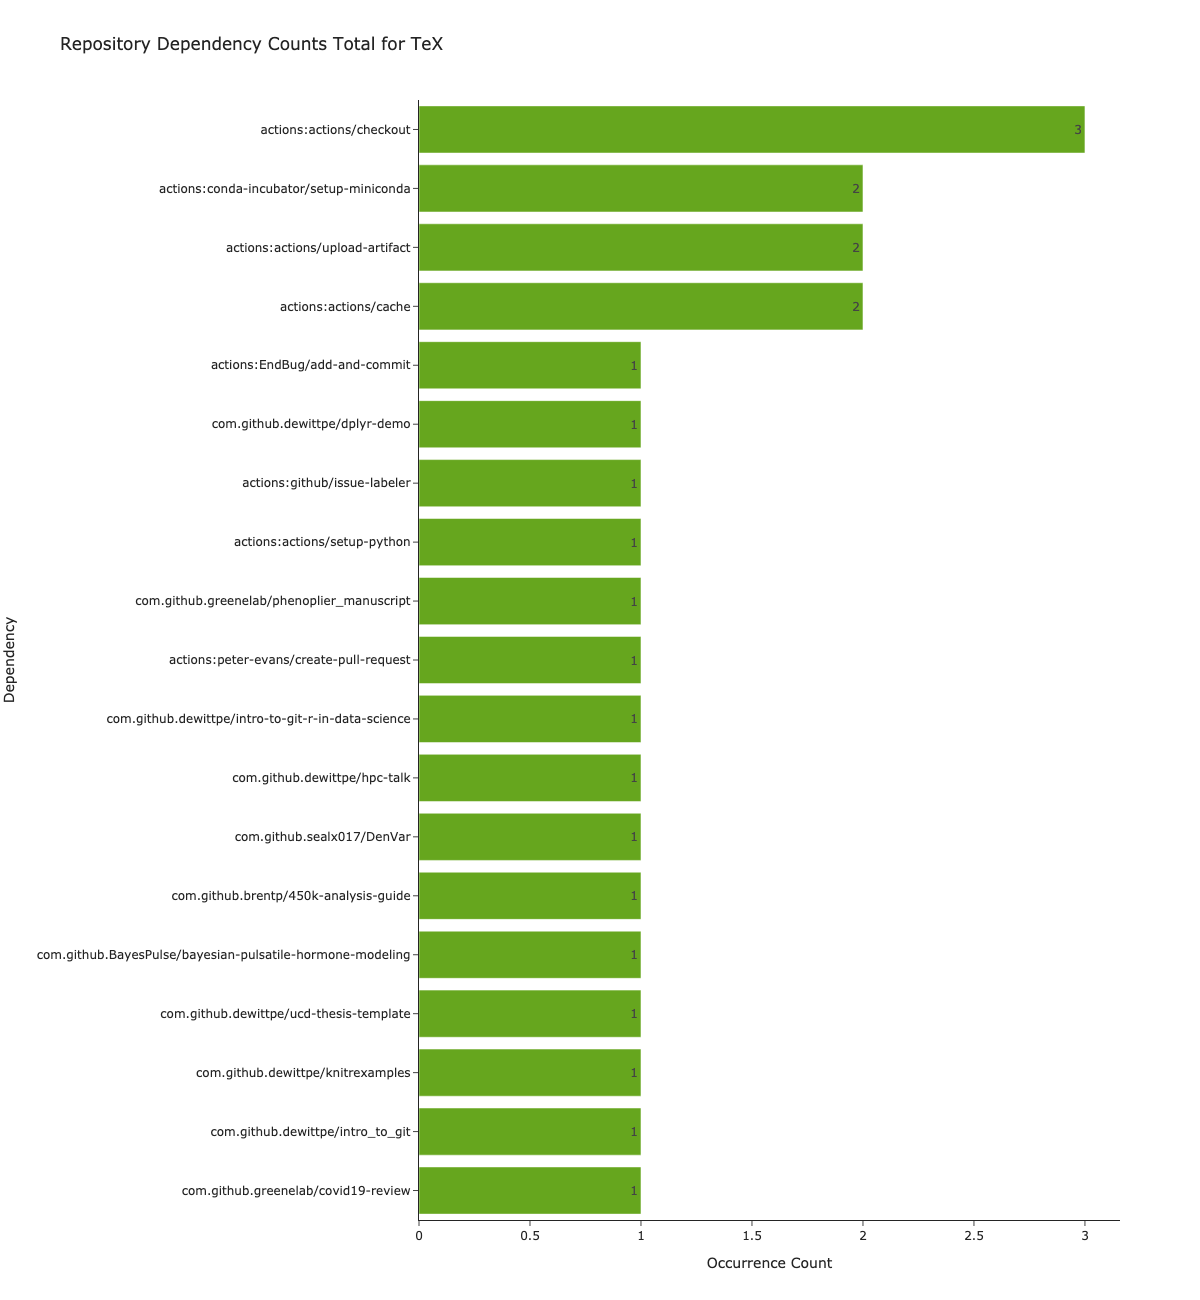 Repository Dependency Counts Total for TeX
actions:actions/checkout 3
actions:conda-incubator/setup-miniconda 2
actions:actions/upload-artifact 2
actions:actions/cache 2
actions:EndBug/add-and-commit 1
com.github.dewittpe/dplyr-demo 1
actions:github/issue-labeler 1
actions:actions/setup-python 1
com.github.greenelab/phenoplier_manuscript 1
actions:peter-evans/create-pull-request 1
com.github.dewittpe/intro-to-git-r-in-data-science 1
com.github.dewittpe/hpc-talk 1
com.github.sealx017/DenVar 1
com.github.brentp/450k-analysis-guide 1
com.github.BayesPulse/bayesian-pulsatile-hormone-modeling 1
com.github.dewittpe/ucd-thesis-template 1
com.github.dewittpe/knitrexamples 1
com.github.dewittpe/intro_to_git 1
com.github.greenelab/covid19-review 1
Dependency
0 0.5 1 1.5 2 2.5 3
Occurrence Count